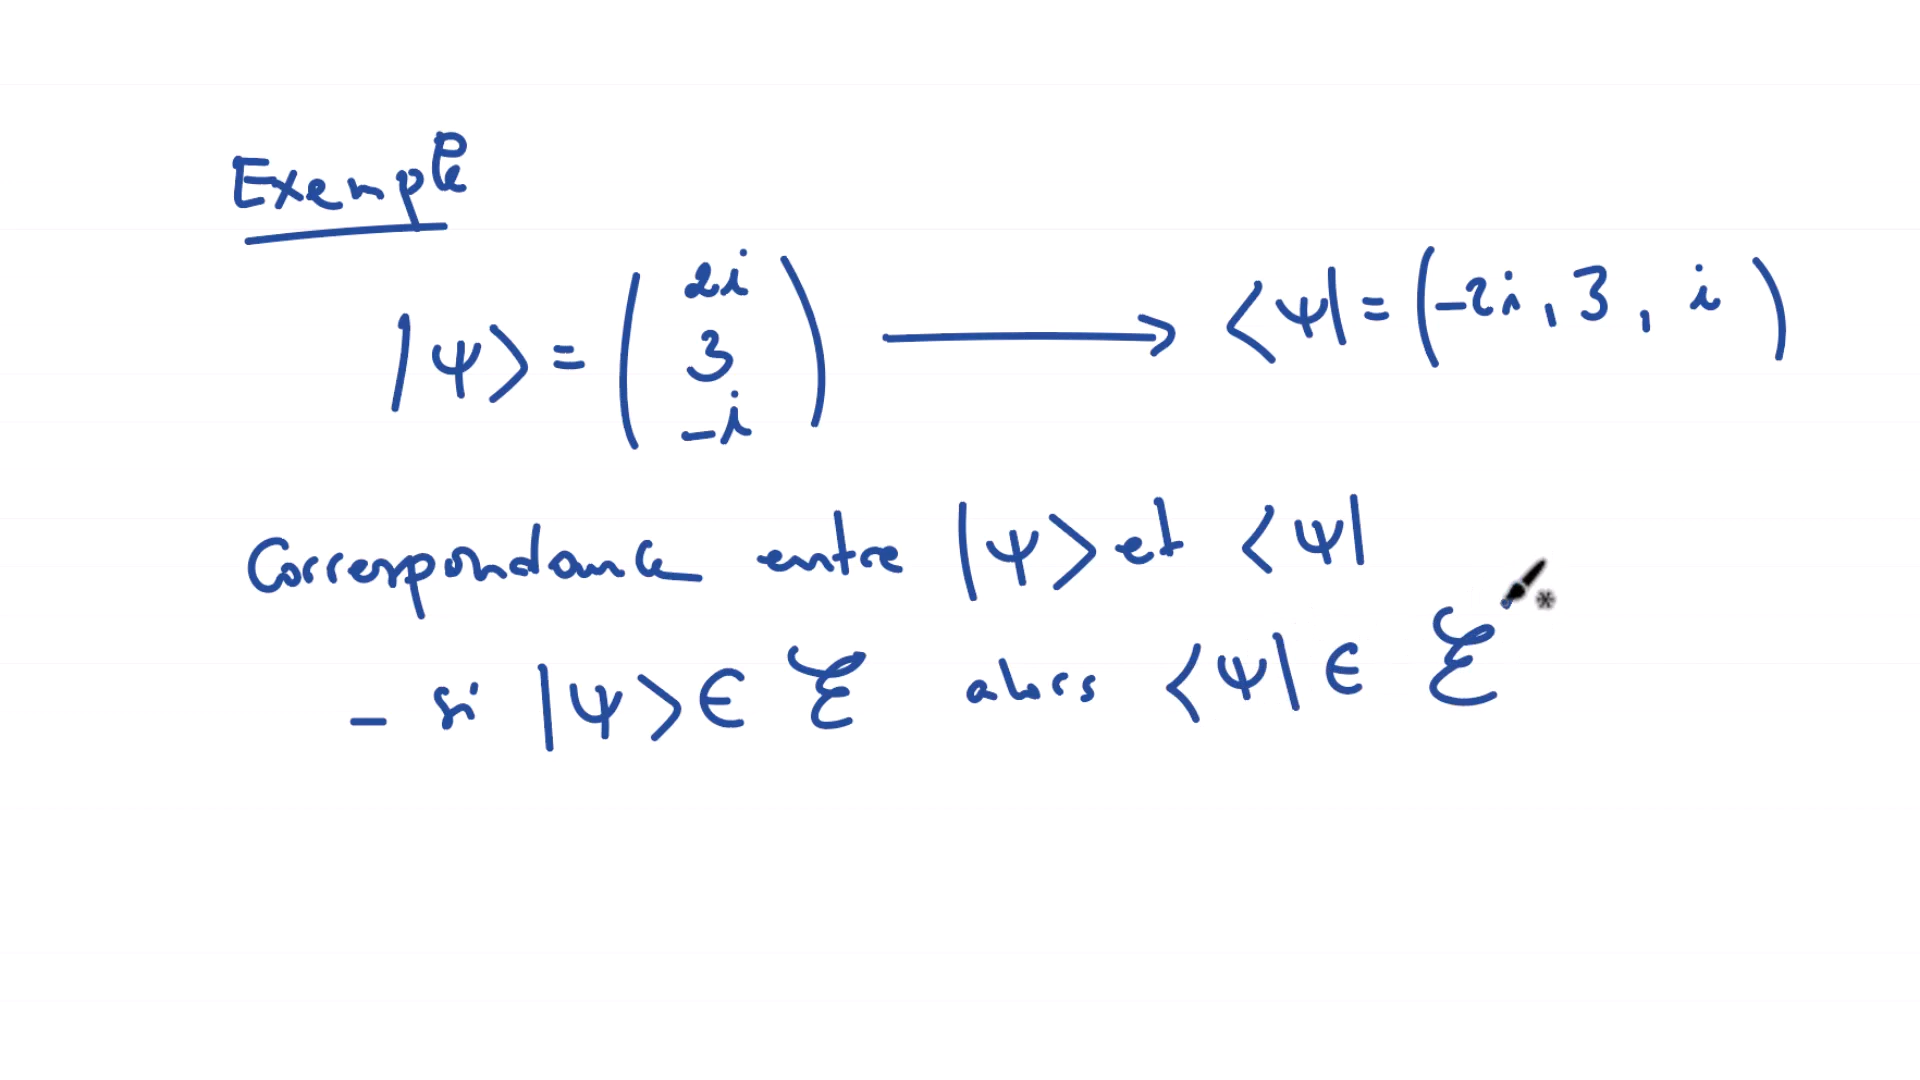 Exemple
|ψ> = ( 2i 3 -i ) ⟶ <ψ| = (-2i, 3, i)
Correspondance entre |ψ> et <ψ|
- si |ψ> ∈ ℰ alors <ψ| ∈ ℰ